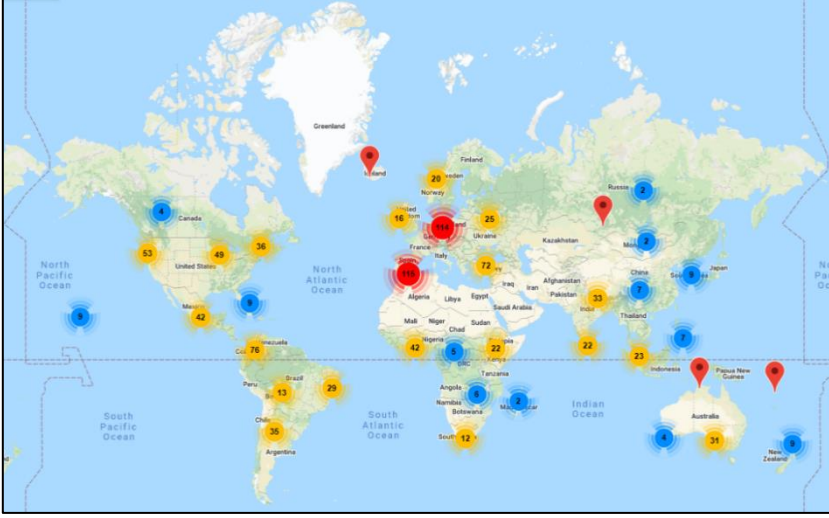 Greenland
Iceland
Finland
20
Norway
Russia
2
4
Canada
16
114
25
Ukraine
France
Italy
Kazakhstan
2
53
49
36
United States
North
Pacific
Ocean
North
Atlantic
Ocean
115
72
Iraq
Iran
Afghanistan
Pakistan
China
7
9
Japan
Algeria
Libya
Egypt
Saudi Arabia
33
Thailand
9
42
9
Mali
Niger
Chad
Sudan
42
Nigeria
5
DRC
22
22
23
7
Indonesia
Papua New
Guinea
76
Peru
Brazil
13
29
Tanzania
Angola
Namibia
6
Botswana
2
Indian
Ocean
South
Pacific
Ocean
South
Atlantic
Ocean
35
Argentina
12
Australia
4
31
9
New
Zealand